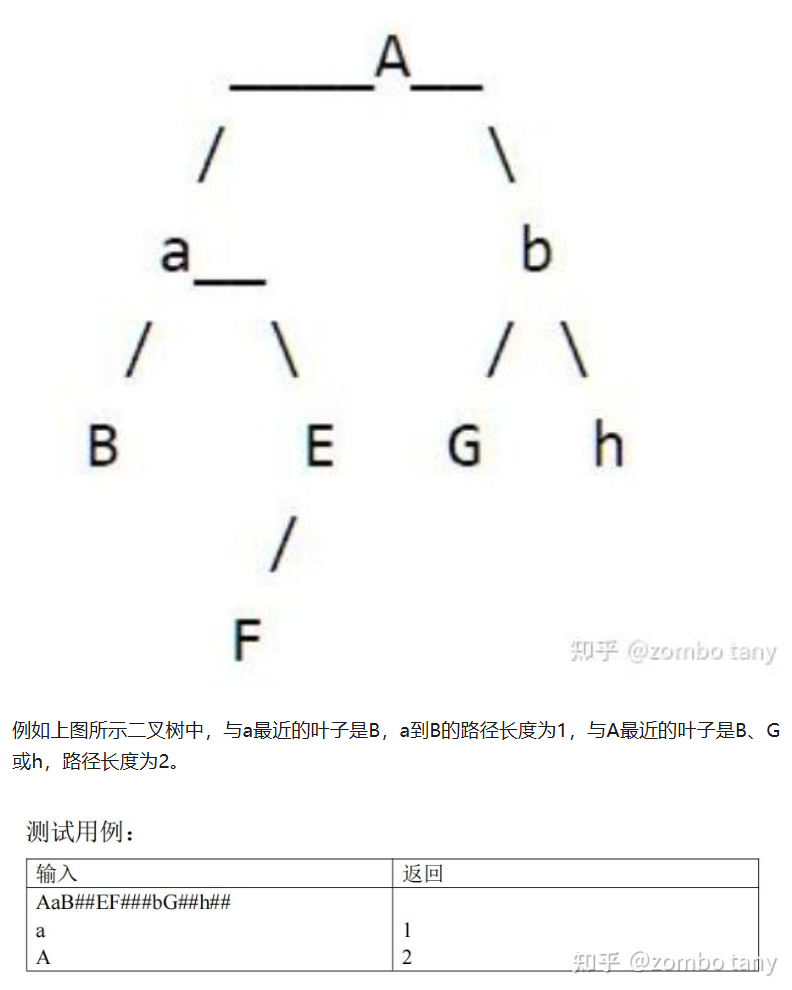 A
a b
B E G h
F
知乎 @zombo tany
例如上图所示二叉树中，与a最近的叶子是B，a到B的路径长度为1，与A最近的叶子是B、G
或h，路径长度为2。
测试用例：
输入 返回
AaB##EF###bG##h##
a 1
A 2
知乎 @zombo tany